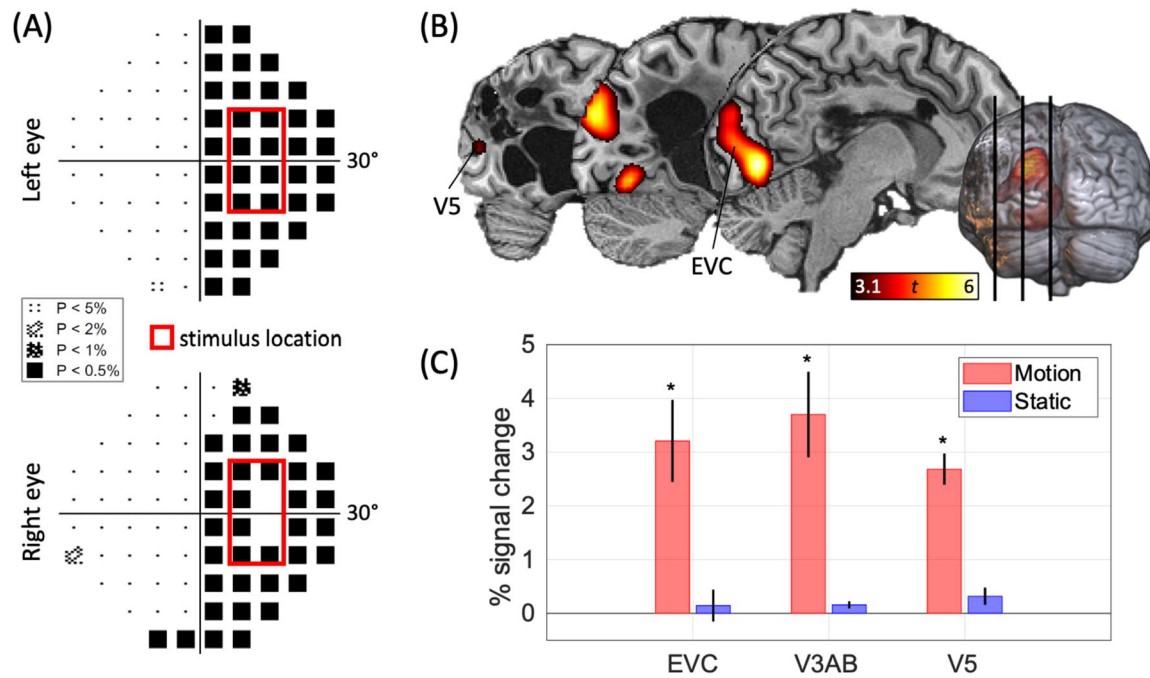 (A)
Left eye
30°
P < 5%
P < 2%
P < 1%
P < 0.5%
stimulus location
Right eye
30°
(B)
V5
EVC
3.1 t 6
(C)
% signal change
5
4
3
2
1
0
*
*
*
Motion
Static
EVC
V3AB
V5